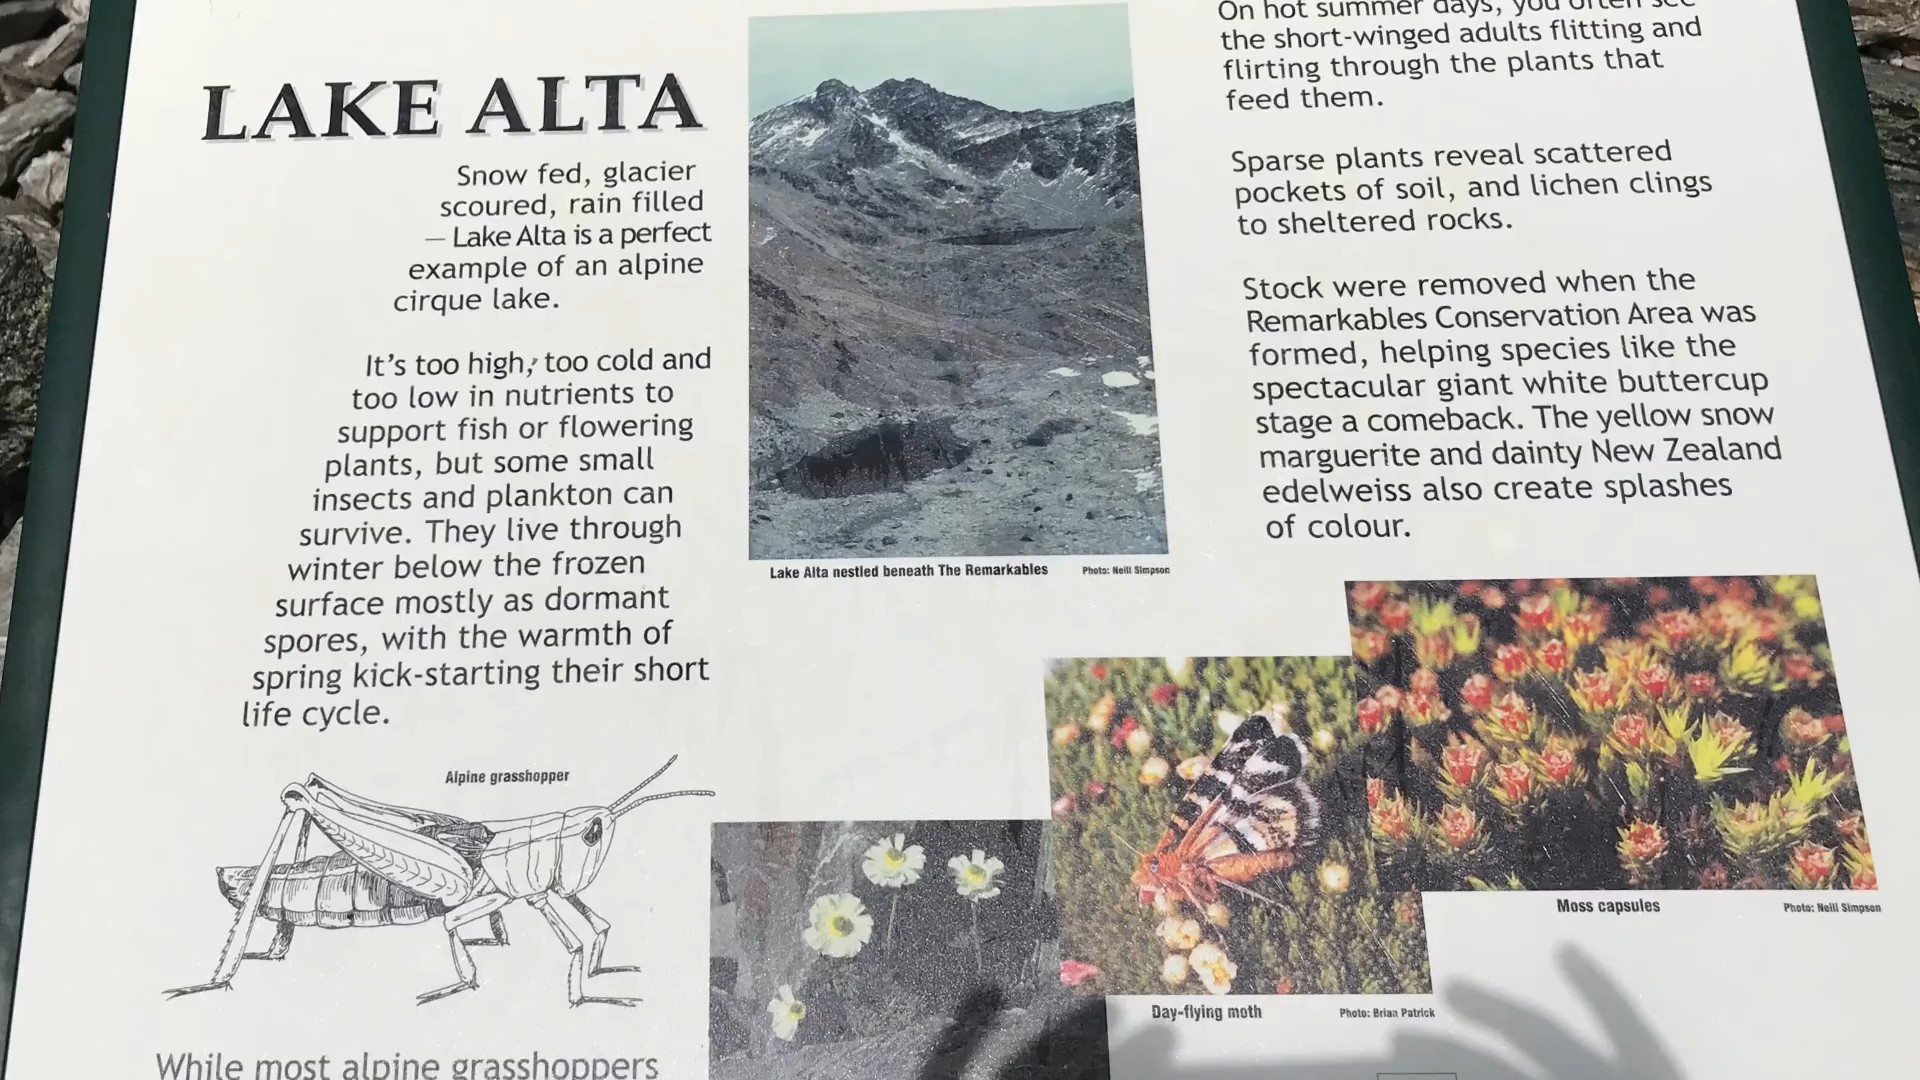 LAKE ALTA
Snow fed, glacier
scoured, rain filled
— Lake Alta is a perfect
example of an alpine
cirque lake.
It's too high, too cold and
too low in nutrients to
support fish or flowering
plants, but some small
insects and plankton can
survive. They live through
winter below the frozen
surface mostly as dormant
spores, with the warmth of
spring kick-starting their short
life cycle.
Alpine grasshopper
While most alpine grasshoppers
Lake Alta nestled beneath The Remarkables
Photo: Neill Simpson
On hot summer days, you often see
the short-winged adults flitting and
flirting through the plants that
feed them.
Sparse plants reveal scattered
pockets of soil, and lichen clings
to sheltered rocks.
Stock were removed when the
Remarkables Conservation Area was
formed, helping species like the
spectacular giant white buttercup
stage a comeback. The yellow snow
marguerite and dainty New Zealand
edelweiss also create splashes
of colour.
Moss capsules
Photo: Neill Simpson
Day-flying moth
Photo: Brian Patrick